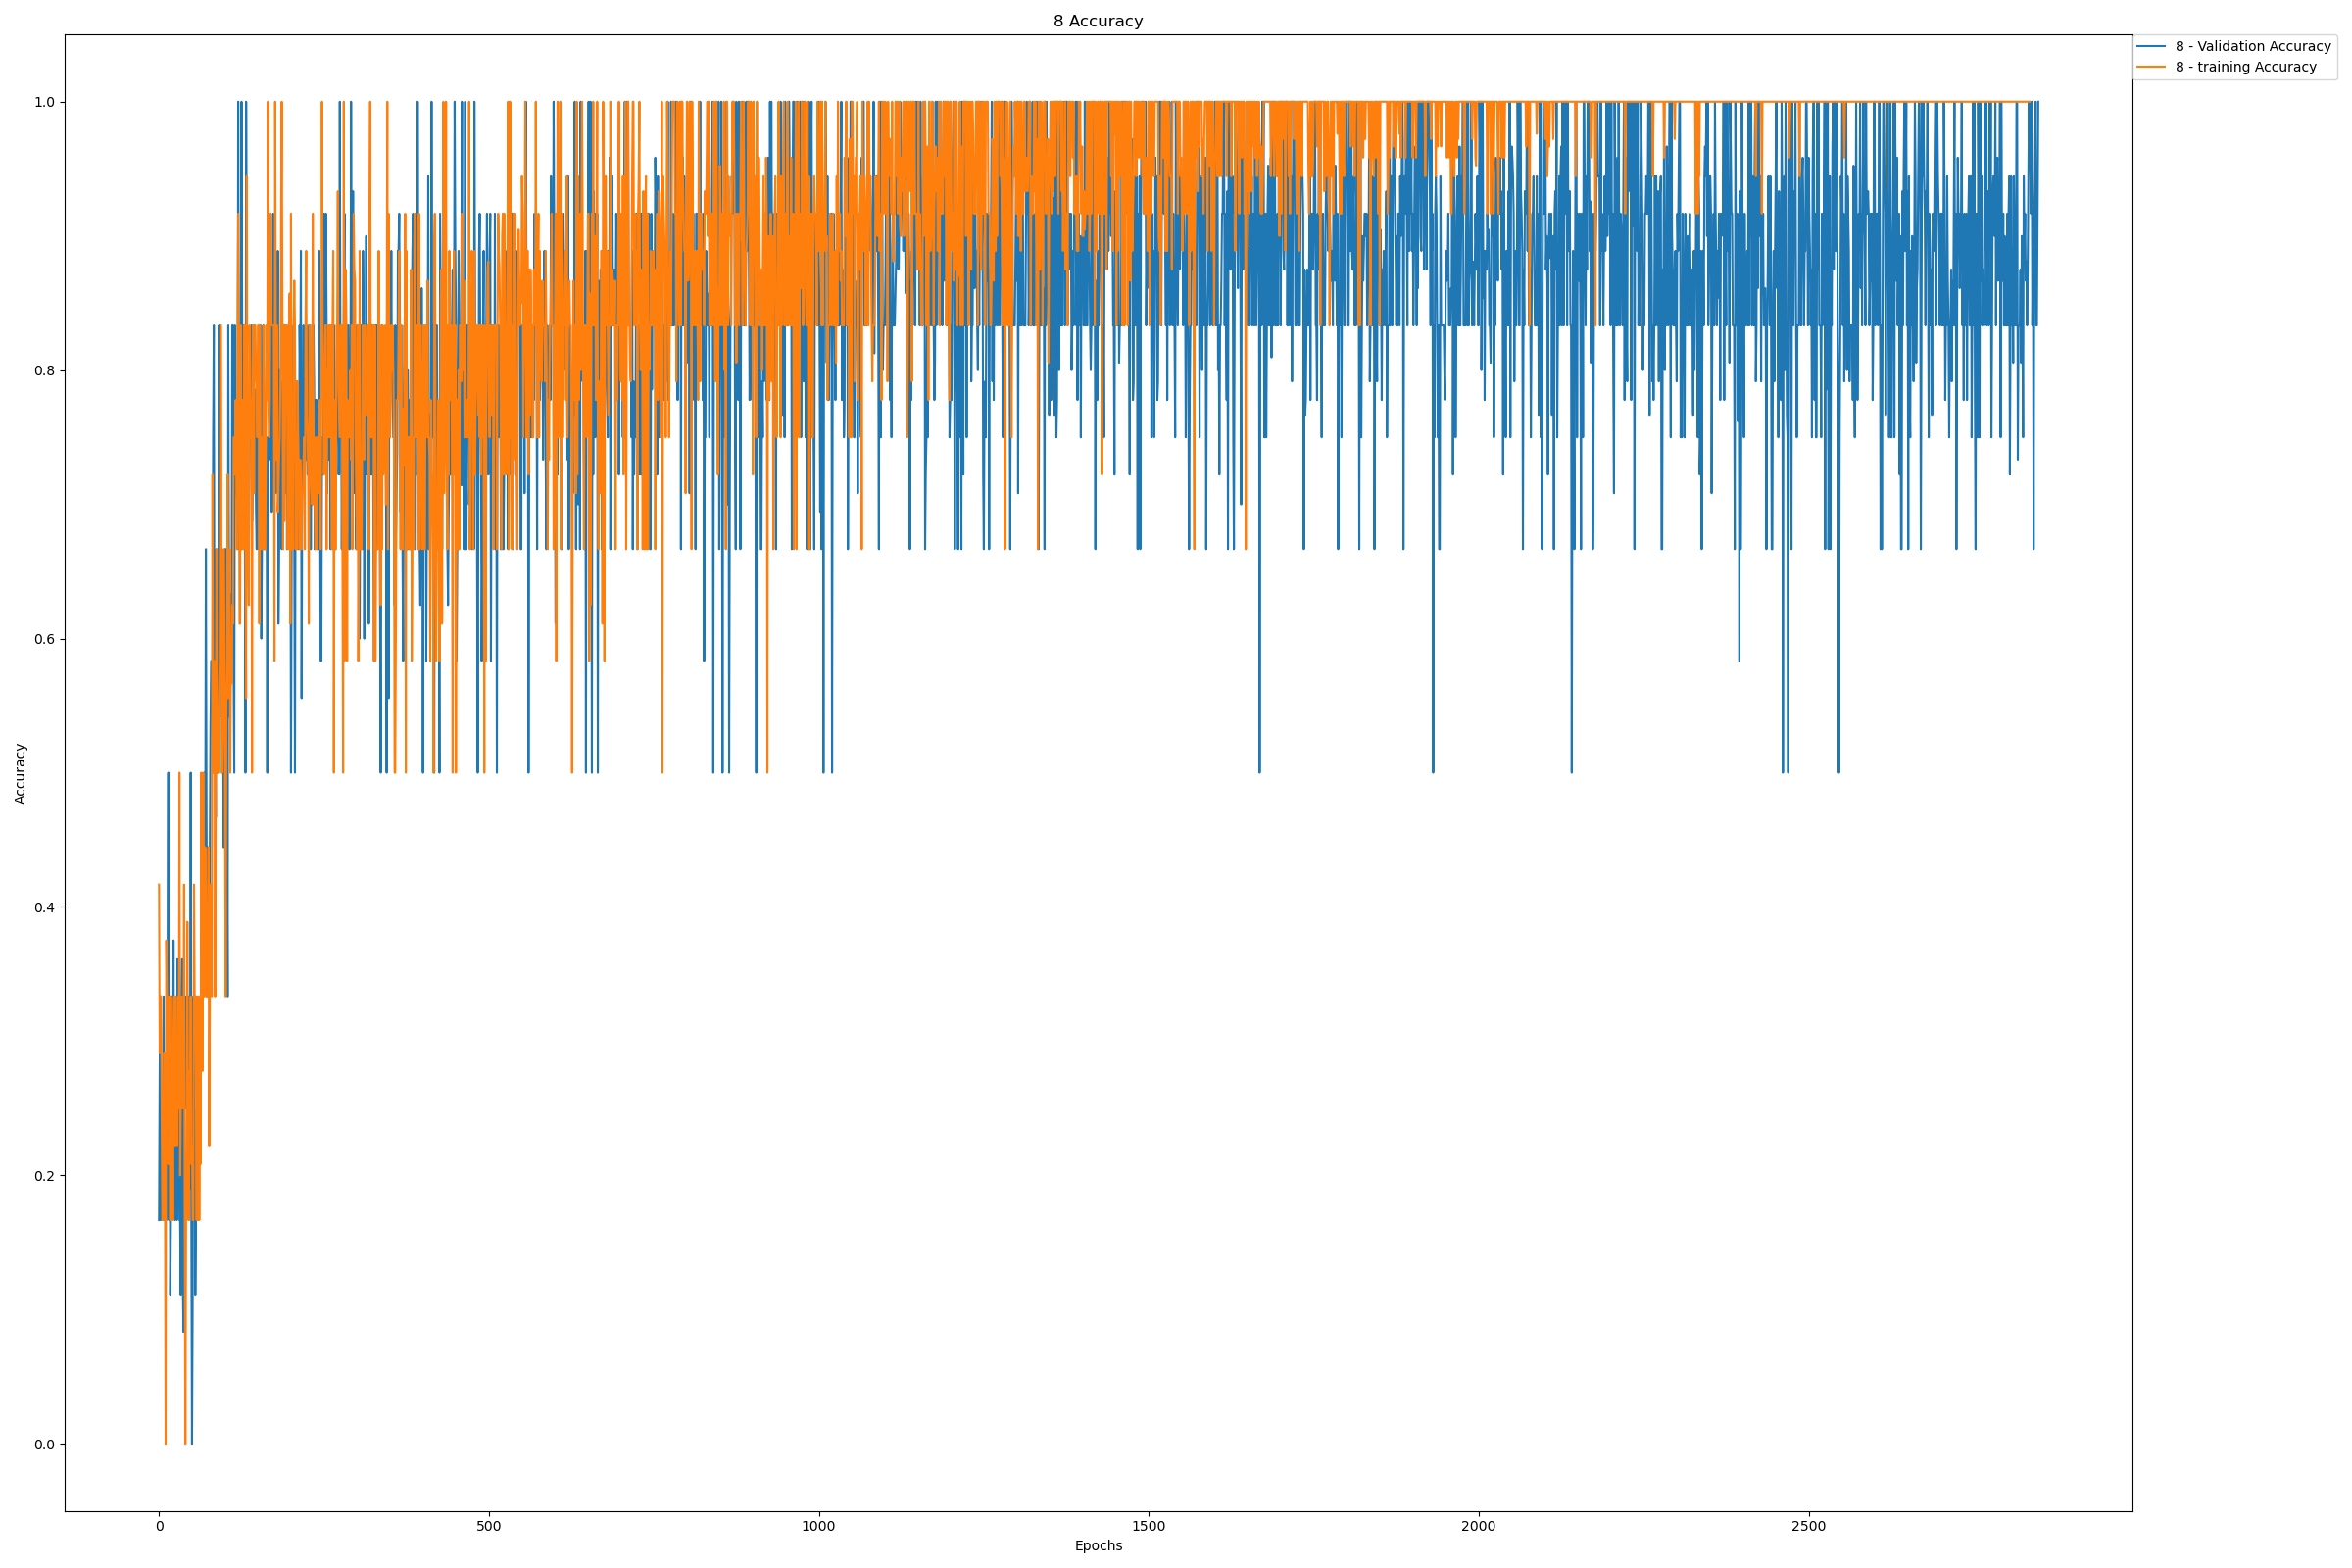 8 Accuracy
8 - Validation Accuracy
8 - training Accuracy
1.0
0.8
0.6
0.4
0.2
0.0
Accuracy
0 500 1000 1500 2000 2500
Epochs